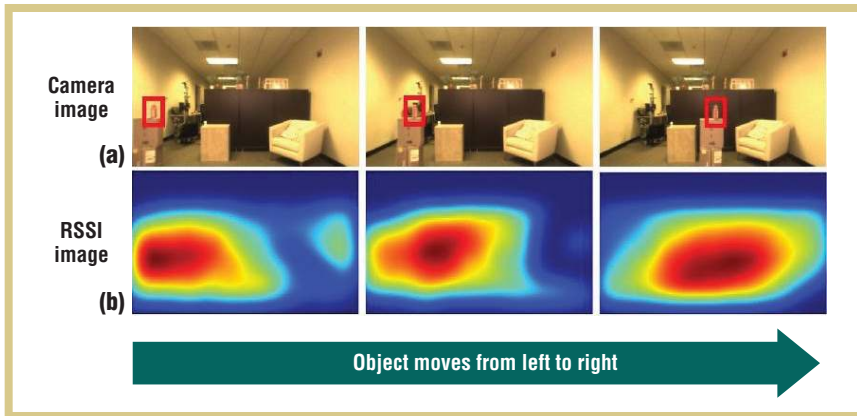 Camera
image
(a)
RSSI
image
(b)
Object moves from left to right